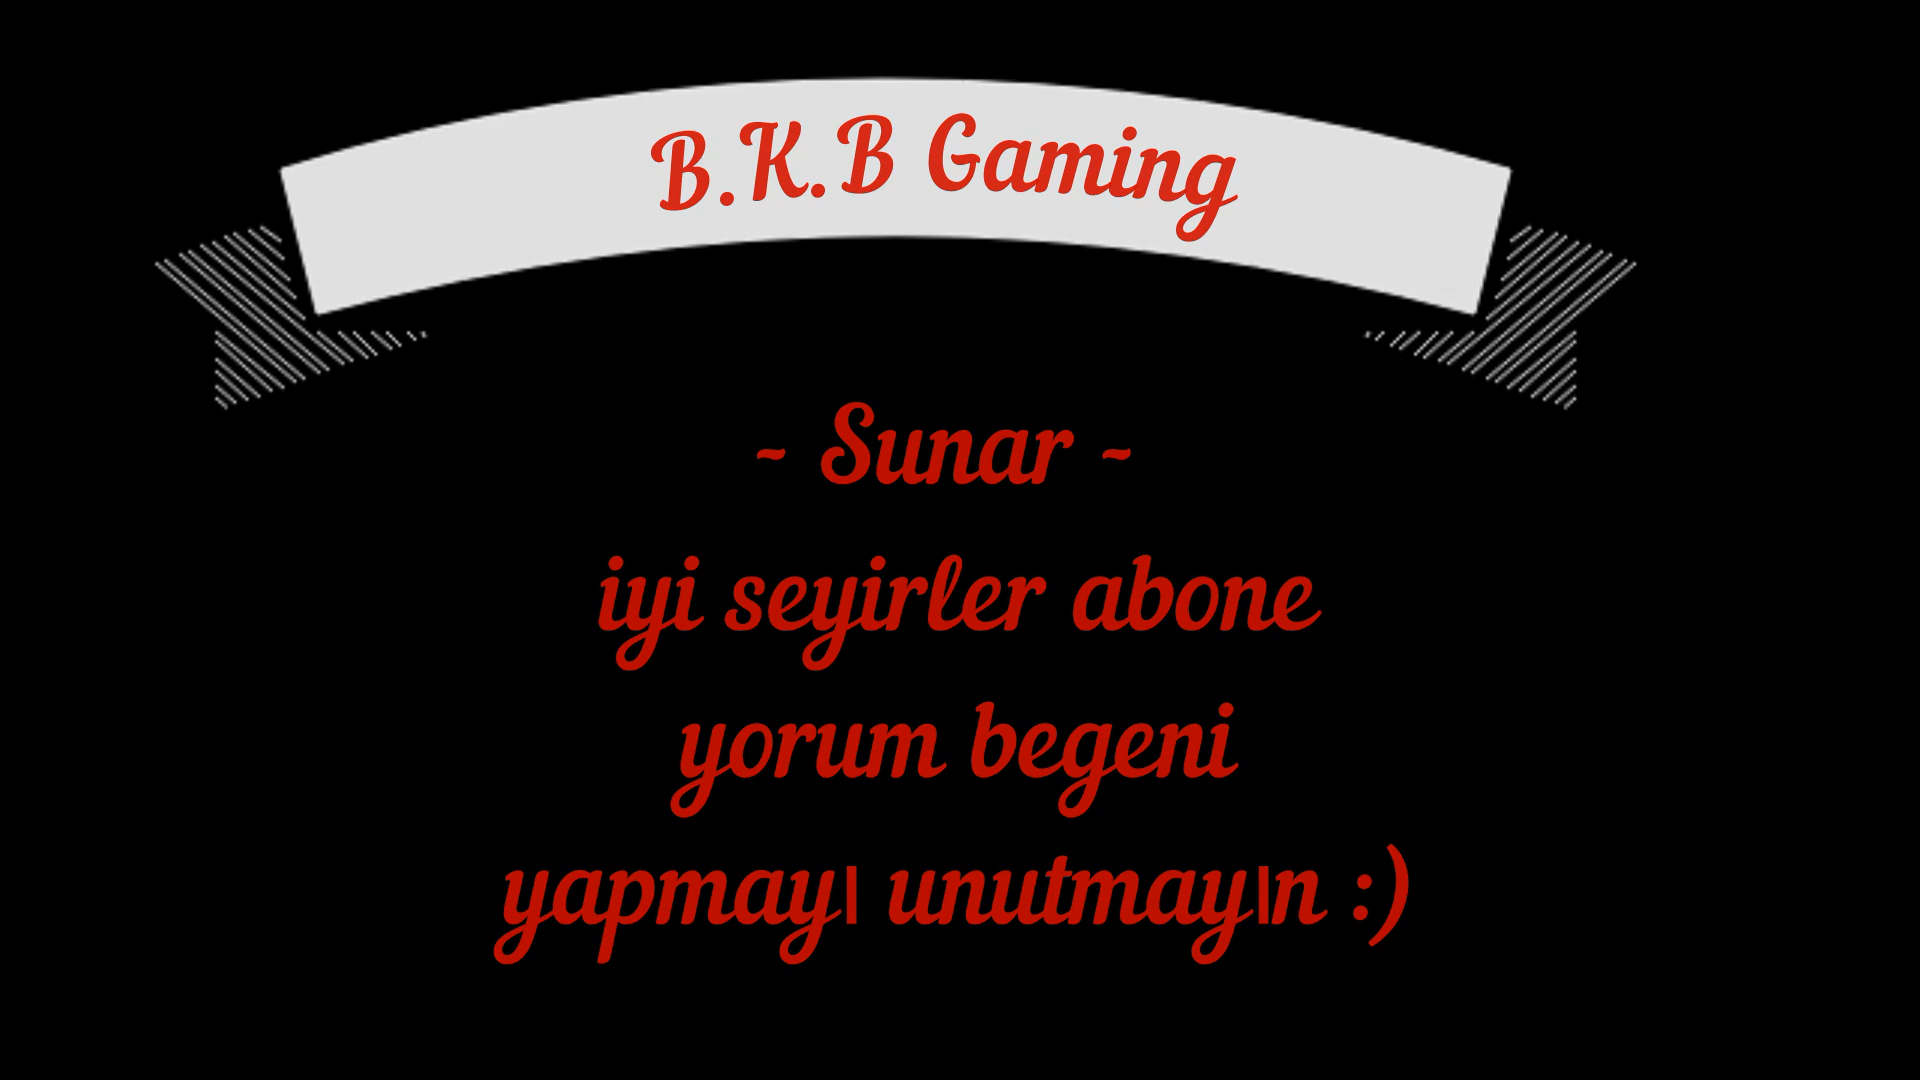 B.K.B Gaming
~ Sunar ~
iyi seyirler abone
yorum begeni
yapmayı unutmayın :)